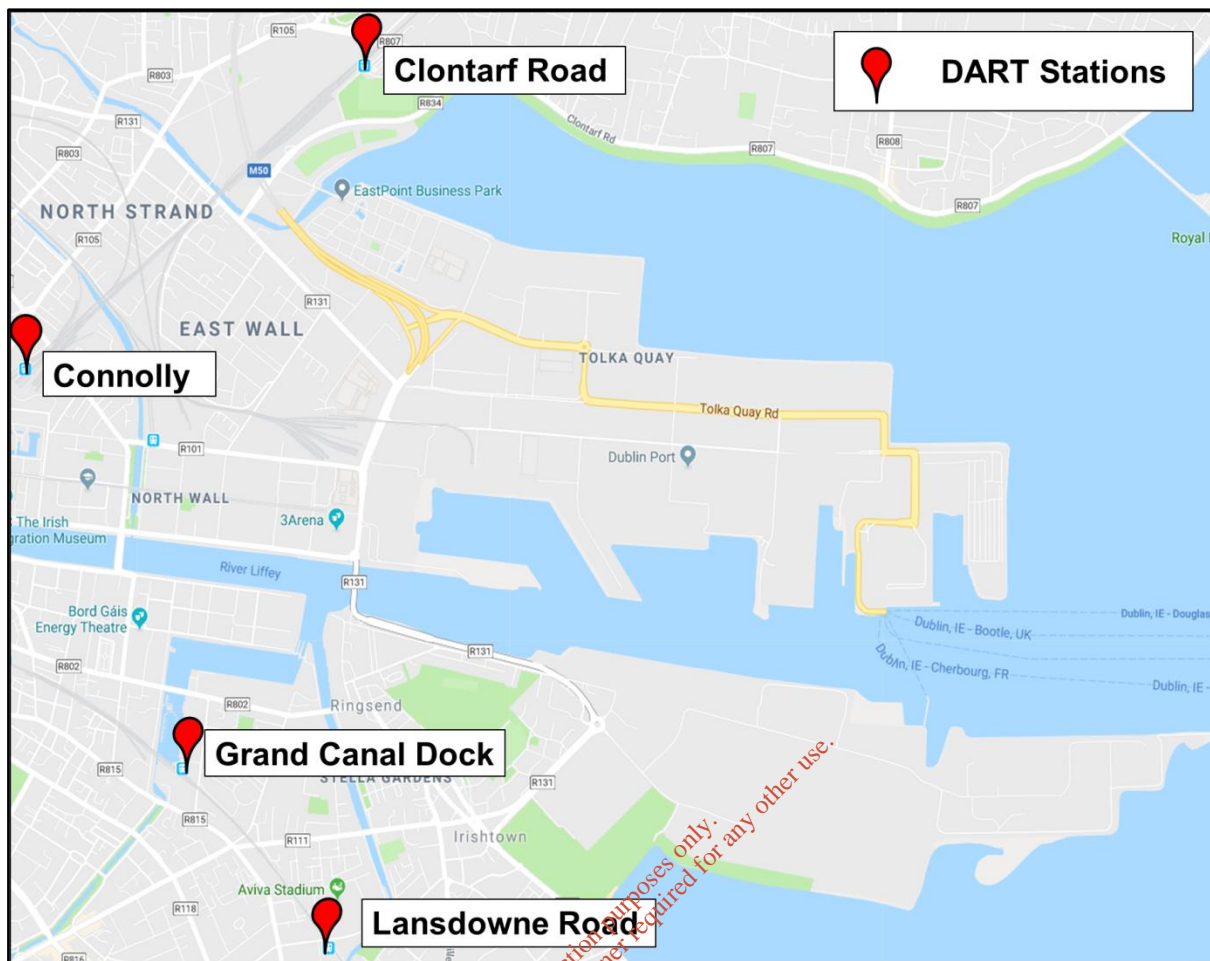 R105
R807
Clontarf Road
DART Stations
R803
R834
R131
Clontarf Rd
R807
R808
R803
M50
EastPoint Business Park
R807
NORTH STRAND
R105
Royal
R131
EAST WALL
TOLKA QUAY
Connolly
Tolka Quay Rd
R101
Dublin Port
NORTH WALL
3Arena
The Irish
gration Museum
River Liffey
R131
Bord Gáis
Energy Theatre
Dublin, IE - Douglas
Dublin, IE - Bootle, UK
R131
R802
Dublin, IE - Cherbourg, FR
Dublin, IE -
R802
Ringsend
Grand Canal Dock
R815
STELLA GARDENS
R131
R815
R111
Irishtown
Aviva Stadium
R118
Lansdowne Road
R816
tion purposes only.
ner required for any other use.